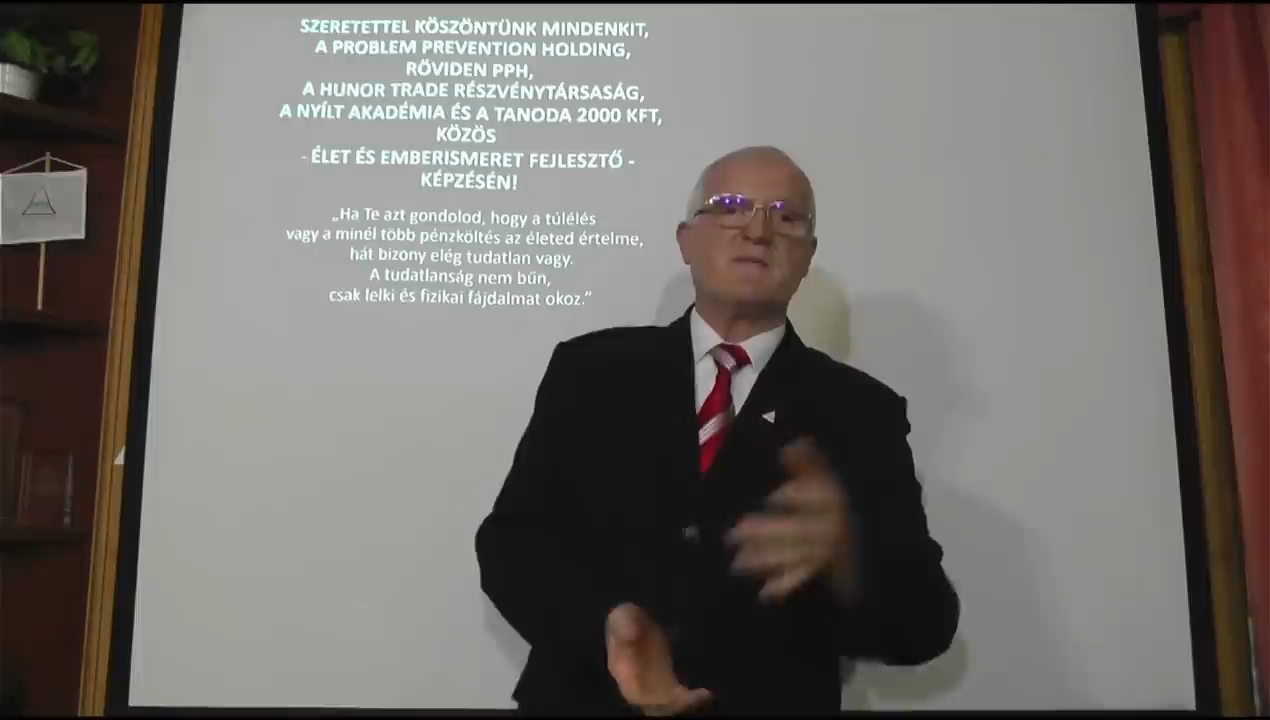 SZERETETTEL KÖSZÖNTÜNK MINDENKIT,
A PROBLEM PREVENTION HOLDING,
RÖVIDEN PPH,
A HUNOR TRADE RÉSZVÉNYTÁRSASÁG,
A NYÍLT AKADÉMIA ÉS A TANODA 2000 KFT,
KÖZÖS
- ÉLET ÉS EMBERISMERET FEJLESZTŐ -
KÉPZÉSÉN!
„Ha Te azt gondolod, hogy a túlélés
vagy a minél több pénzköltés az életed értelme,
hát bizony elég tudatlan vagy.
A tudatlanság nem bűn,
csak lelki és fizikai fájdalmat okoz.”